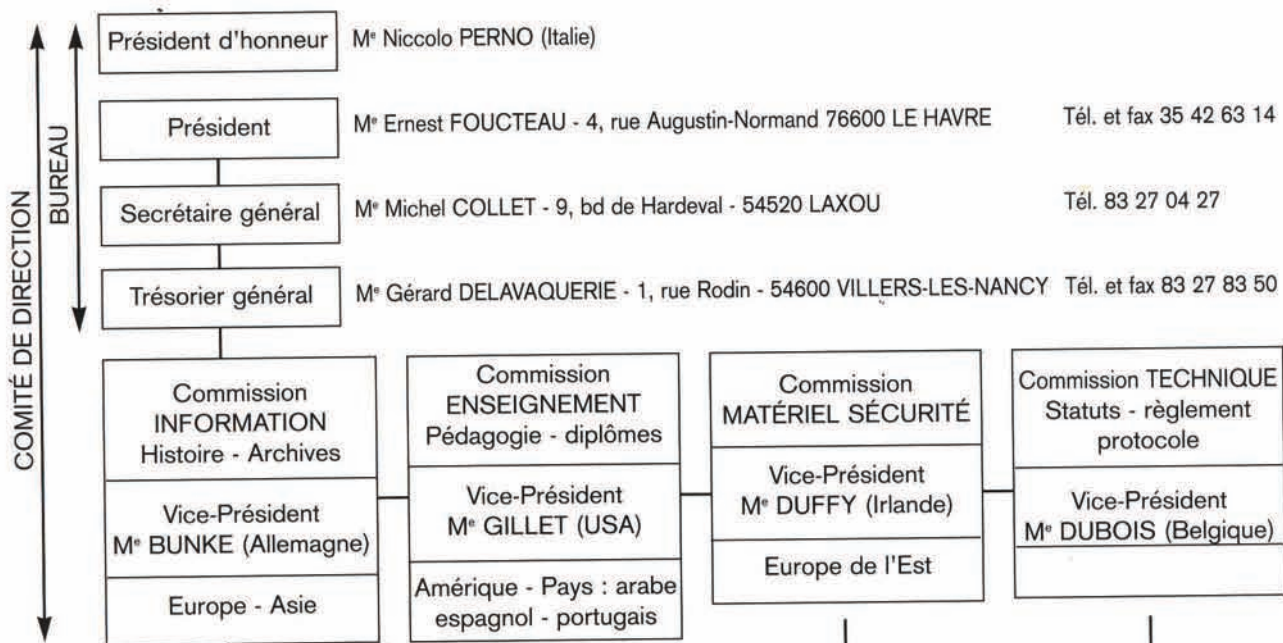 COMITÉ DE DIRECTION
BUREAU
Président d'honneur
Mᵉ Niccolo PERNO (Italie)
Président
Mᵉ Ernest FOUCTEAU - 4, rue Augustin-Normand 76600 LE HAVRE
Tél. et fax 35 42 63 14
Secrétaire général
Mᵉ Michel COLLET - 9, bd de Hardeval - 54520 LAXOU
Tél. 83 27 04 27
Trésorier général
Mᵉ Gérard DELAVAQUERIE - 1, rue Rodin - 54600 VILLERS-LES-NANCY
Tél. et fax 83 27 83 50
Commission
INFORMATION
Histoire - Archives
Vice-Président
Mᵉ BUNKE (Allemagne)
Europe - Asie
Commission
ENSEIGNEMENT
Pédagogie - diplômes
Vice-Président
Mᵉ GILLET (USA)
Amérique - Pays : arabe
espagnol - portugais
Commission
MATÉRIEL SÉCURITÉ
Vice-Président
Mᵉ DUFFY (Irlande)
Europe de l'Est
Commission TECHNIQUE
Statuts - règlement
protocole
Vice-Président
Mᵉ DUBOIS (Belgique)